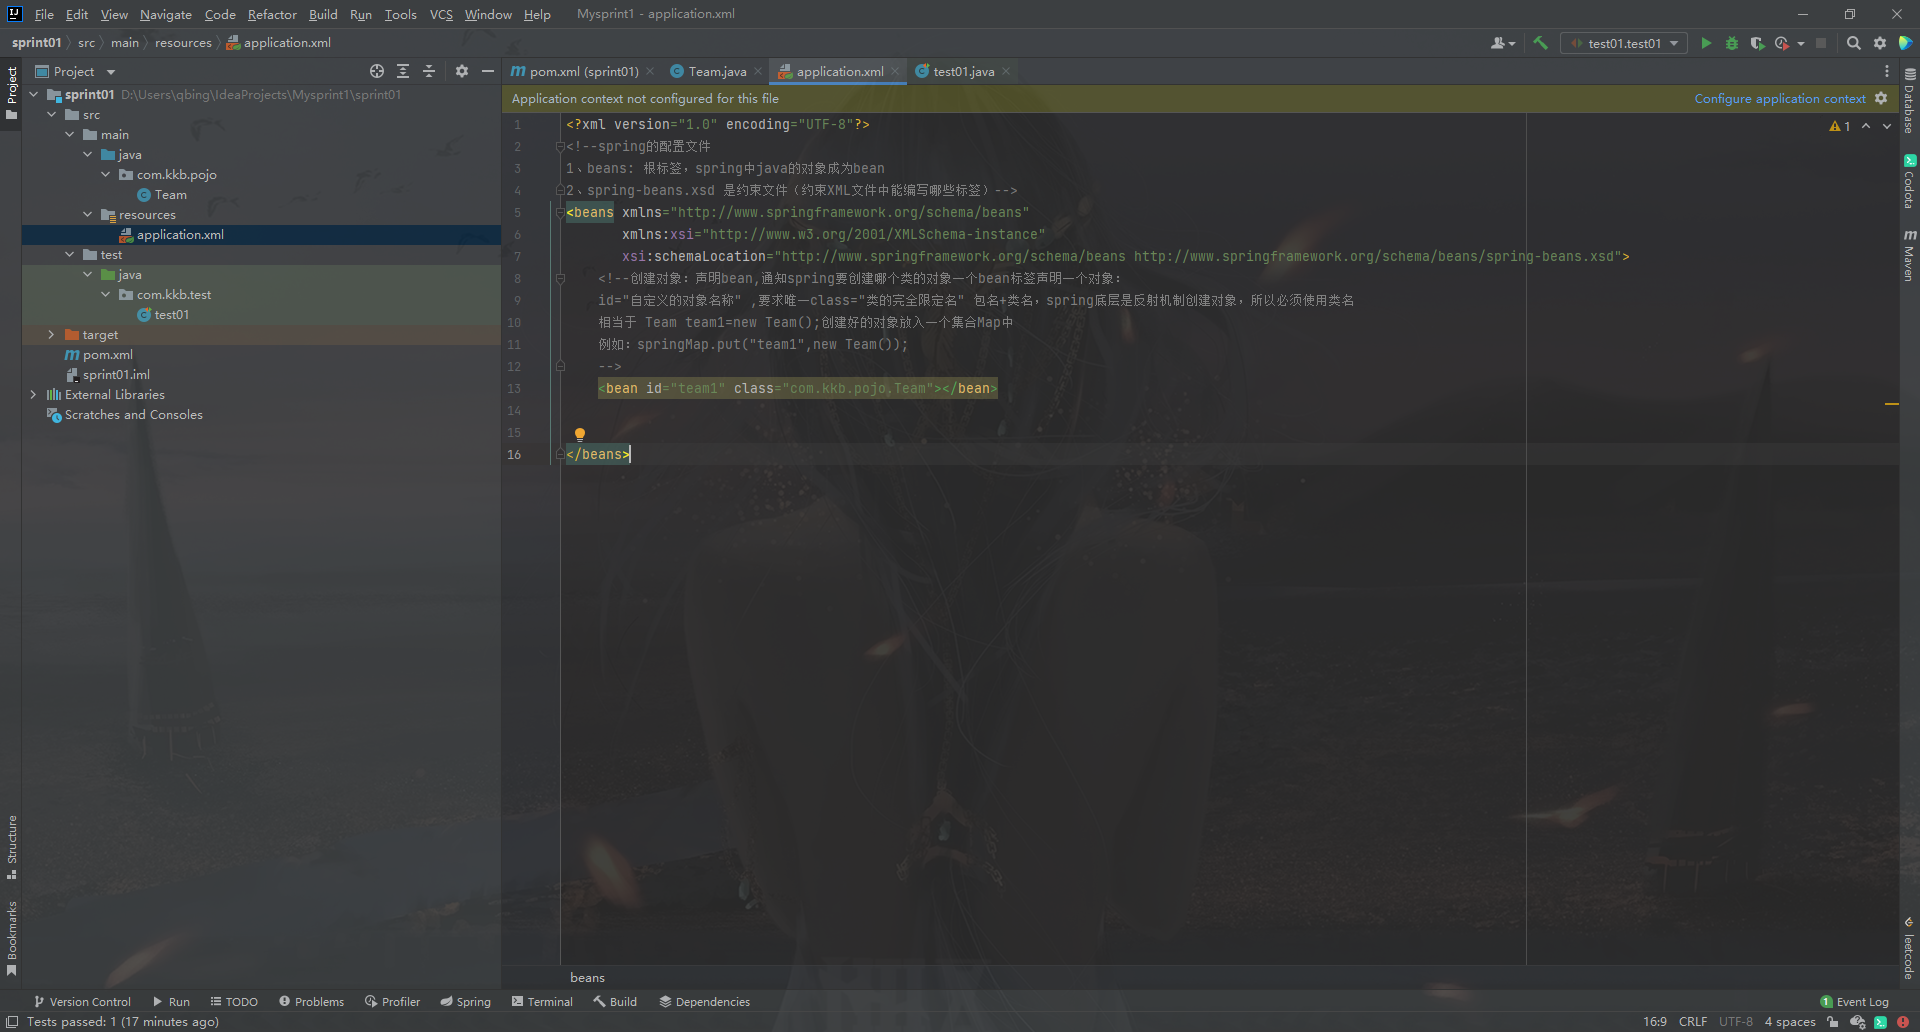 File Edit View Navigate Code Refactor Build Run Tools VCS Window Help Mysprint1 - application.xml
sprint01 src main resources application.xml test01.test01
Project
pom.xml (sprint01) Team.java application.xml test01.java
Application context not configured for this file Configure application context
Project
sprint01 D:\Users\qbing\IdeaProjects\Mysprint1\sprint01
src
main
java
com.kkb.pojo
Team
resources
application.xml
test
java
com.kkb.test
test01
target
pom.xml
sprint01.iml
External Libraries
Scratches and Consoles
1 <?xml version="1.0" encoding="UTF-8"?>
2 <!--spring的配置文件
3 1、beans: 根标签，spring中java的对象成为bean
4 2、spring-beans.xsd 是约束文件（约束XML文件中能编写哪些标签）-->
5 <beans xmlns="http://www.springframework.org/schema/beans"
6 xmlns:xsi="http://www.w3.org/2001/XMLSchema-instance"
7 xsi:schemaLocation="http://www.springframework.org/schema/beans http://www.springframework.org/schema/beans/spring-beans.xsd">
8 <!--创建对象：声明bean,通知spring要创建哪个类的对象一个bean标签声明一个对象：
9 id="自定义的对象名称" ,要求唯一class="类的完全限定名" 包名+类名，spring底层是反射机制创建对象，所以必须使用类名
10 相当于 Team team1=new Team();创建好的对象放入一个集合Map中
11 例如：springMap.put("team1",new Team());
12 -->
13 <bean id="team1" class="com.kkb.pojo.Team"></bean>
14
15
16 </beans>
1
beans
Structure
Bookmarks
Database
Codota
Maven
leetcode
Version Control Run TODO Problems Profiler Spring Terminal Build Dependencies 1 Event Log
Tests passed: 1 (17 minutes ago) 16:9 CRLF UTF-8 4 spaces